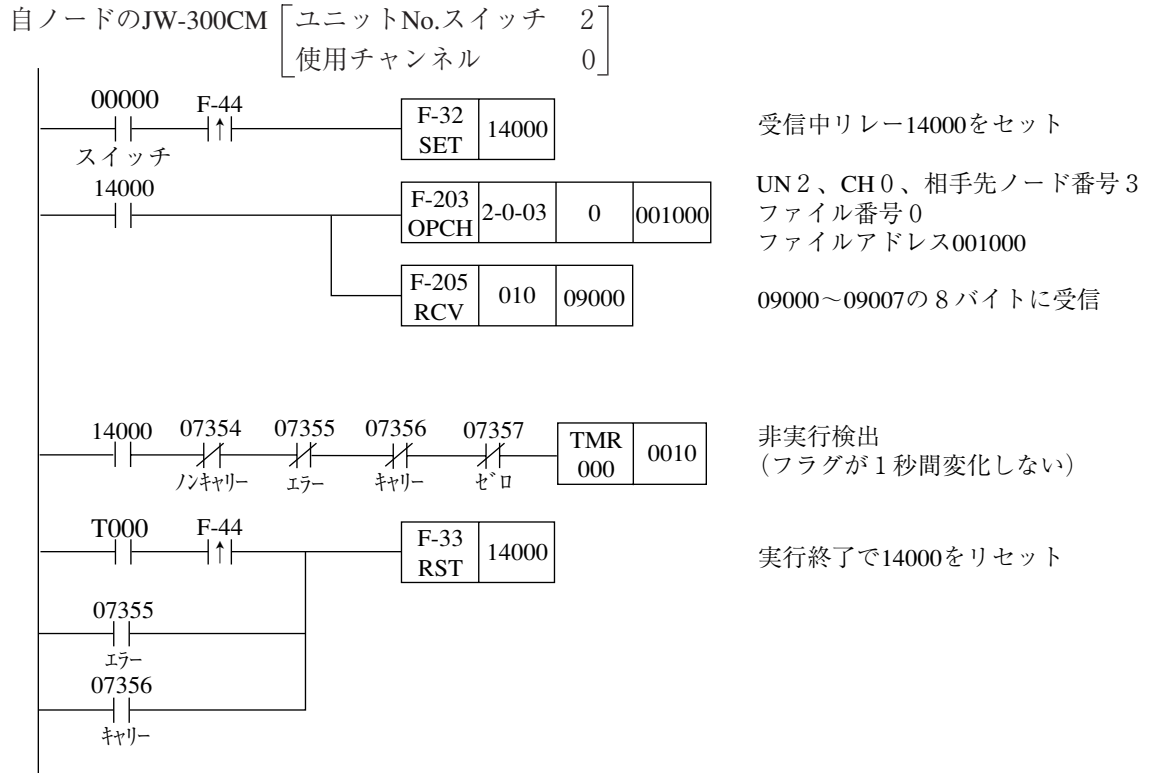 自ノードのJW-300CM
ユニットNo.スイッチ 2
使用チャンネル 0
00000 F-44
スイッチ
F-32 SET 14000
受信中リレー14000をセット
14000
F-203 OPCH 2-0-03 0 001000
UN２、CH０、相手先ノード番号３
ファイル番号０
ファイルアドレス001000
F-205 RCV 010 09000
09000～09007の８バイトに受信
14000 07354 07355 07356 07357
ﾉﾝｷｬﾘｰ ｴﾗｰ ｷｬﾘｰ ｾﾞﾛ
TMR 000 0010
非実行検出
（フラグが１秒間変化しない）
T000 F-44
F-33 RST 14000
実行終了で14000をリセット
07355
ｴﾗｰ
07356
ｷｬﾘｰ